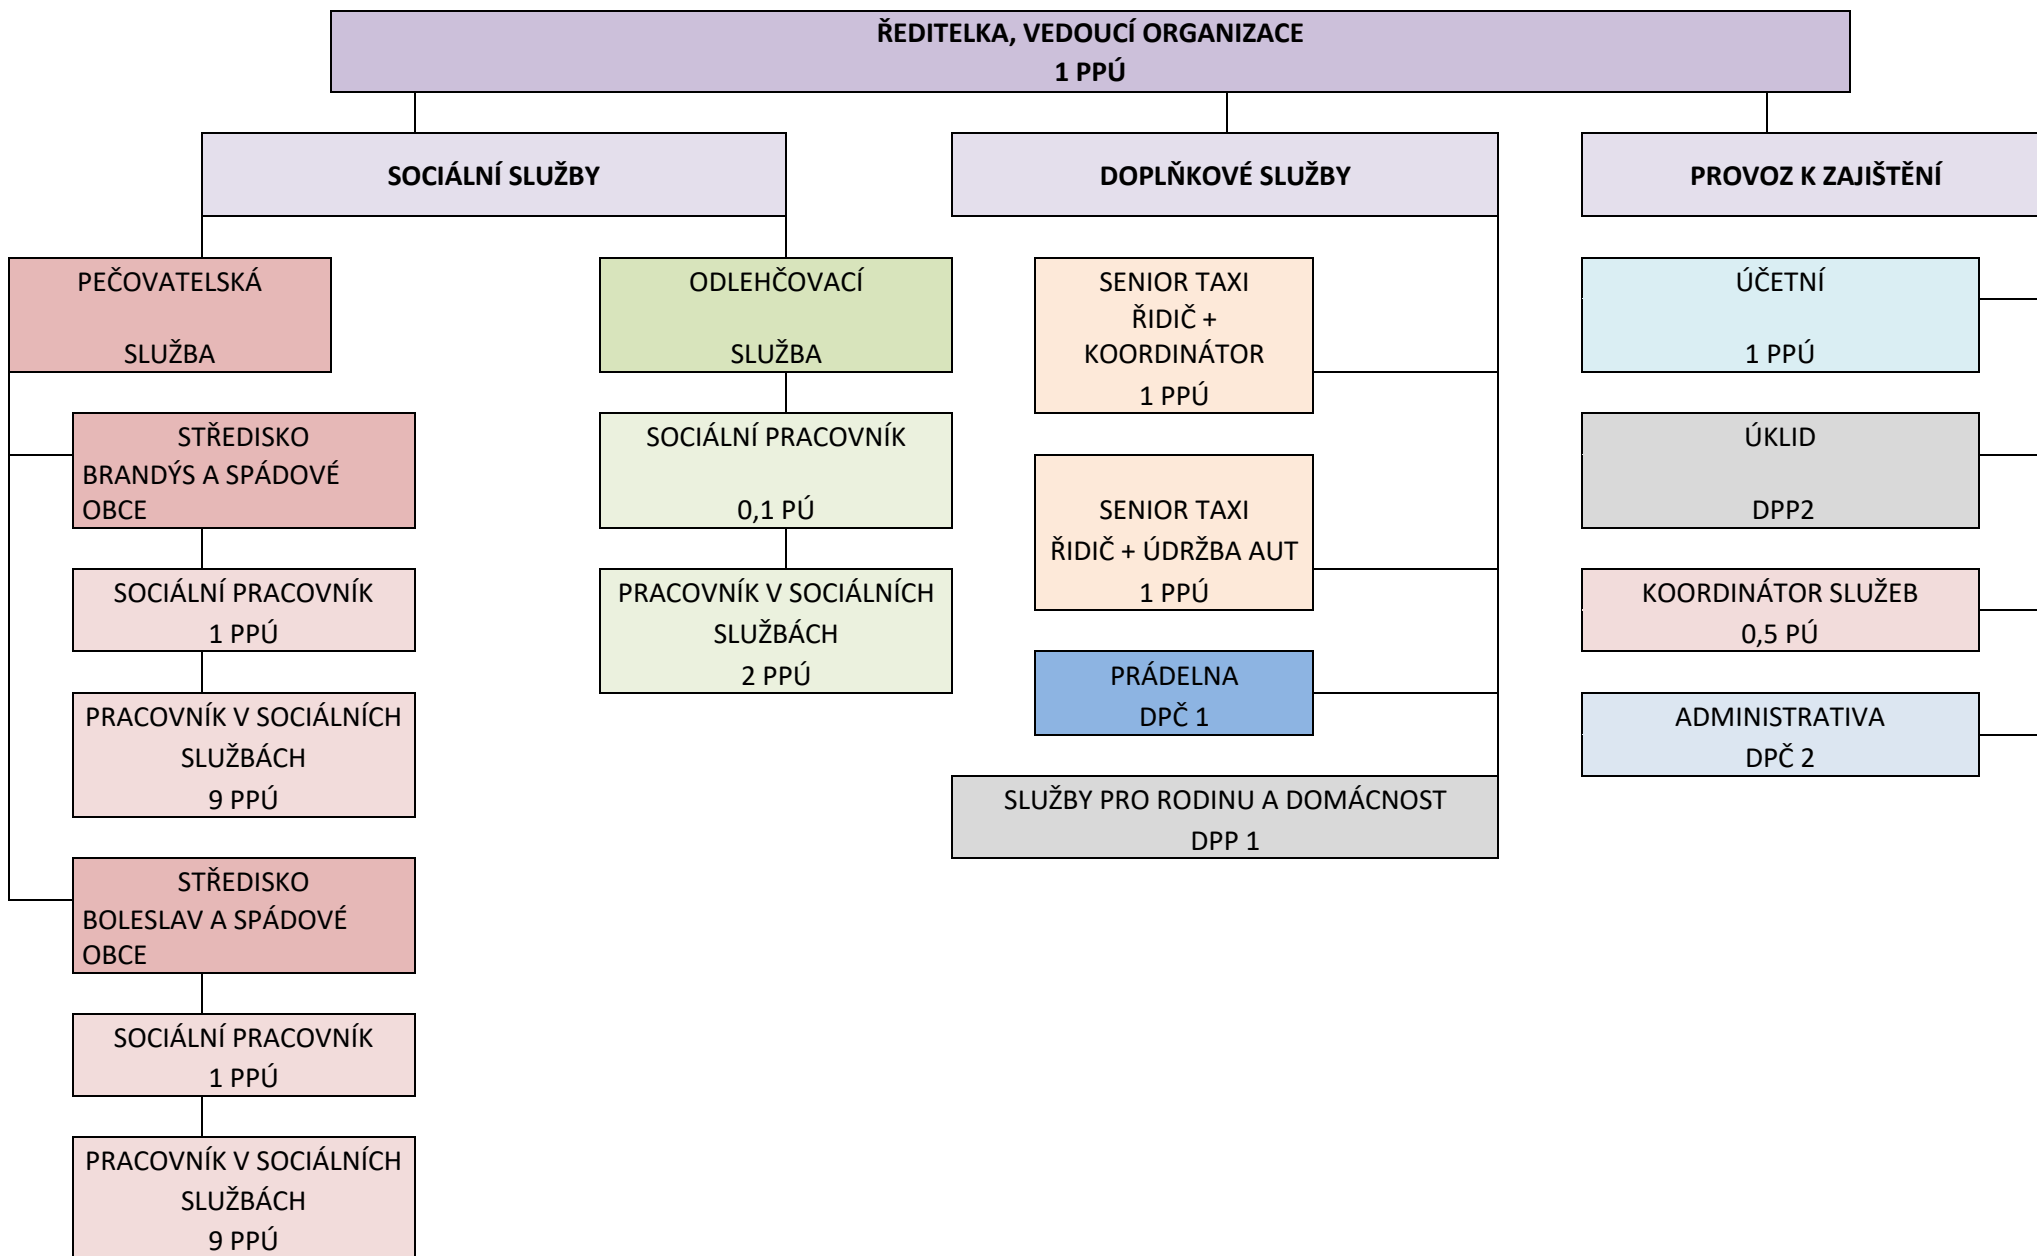 ŘEDITELKA, VEDOUCÍ ORGANIZACE
1 PPÚ
SOCIÁLNÍ SLUŽBY
DOPLŇKOVÉ SLUŽBY
PROVOZ K ZAJIŠTĚNÍ
PEČOVATELSKÁ
SLUŽBA
STŘEDISKO
BRANDÝS A SPÁDOVÉ
OBCE
SOCIÁLNÍ PRACOVNÍK
1 PPÚ
PRACOVNÍK V SOCIÁLNÍCH
SLUŽBÁCH
9 PPÚ
STŘEDISKO
BOLESLAV A SPÁDOVÉ
OBCE
SOCIÁLNÍ PRACOVNÍK
1 PPÚ
PRACOVNÍK V SOCIÁLNÍCH
SLUŽBÁCH
9 PPÚ
ODLEHČOVACÍ
SLUŽBA
SOCIÁLNÍ PRACOVNÍK
0,1 PÚ
PRACOVNÍK V SOCIÁLNÍCH
SLUŽBÁCH
2 PPÚ
SENIOR TAXI
ŘIDIČ +
KOORDINÁTOR
1 PPÚ
SENIOR TAXI
ŘIDIČ + ÚDRŽBA AUT
1 PPÚ
PRÁDELNA
DPČ 1
SLUŽBY PRO RODINU A DOMÁCNOST
DPP 1
ÚČETNÍ
1 PPÚ
ÚKLID
DPP2
KOORDINÁTOR SLUŽEB
0,5 PÚ
ADMINISTRATIVA
DPČ 2